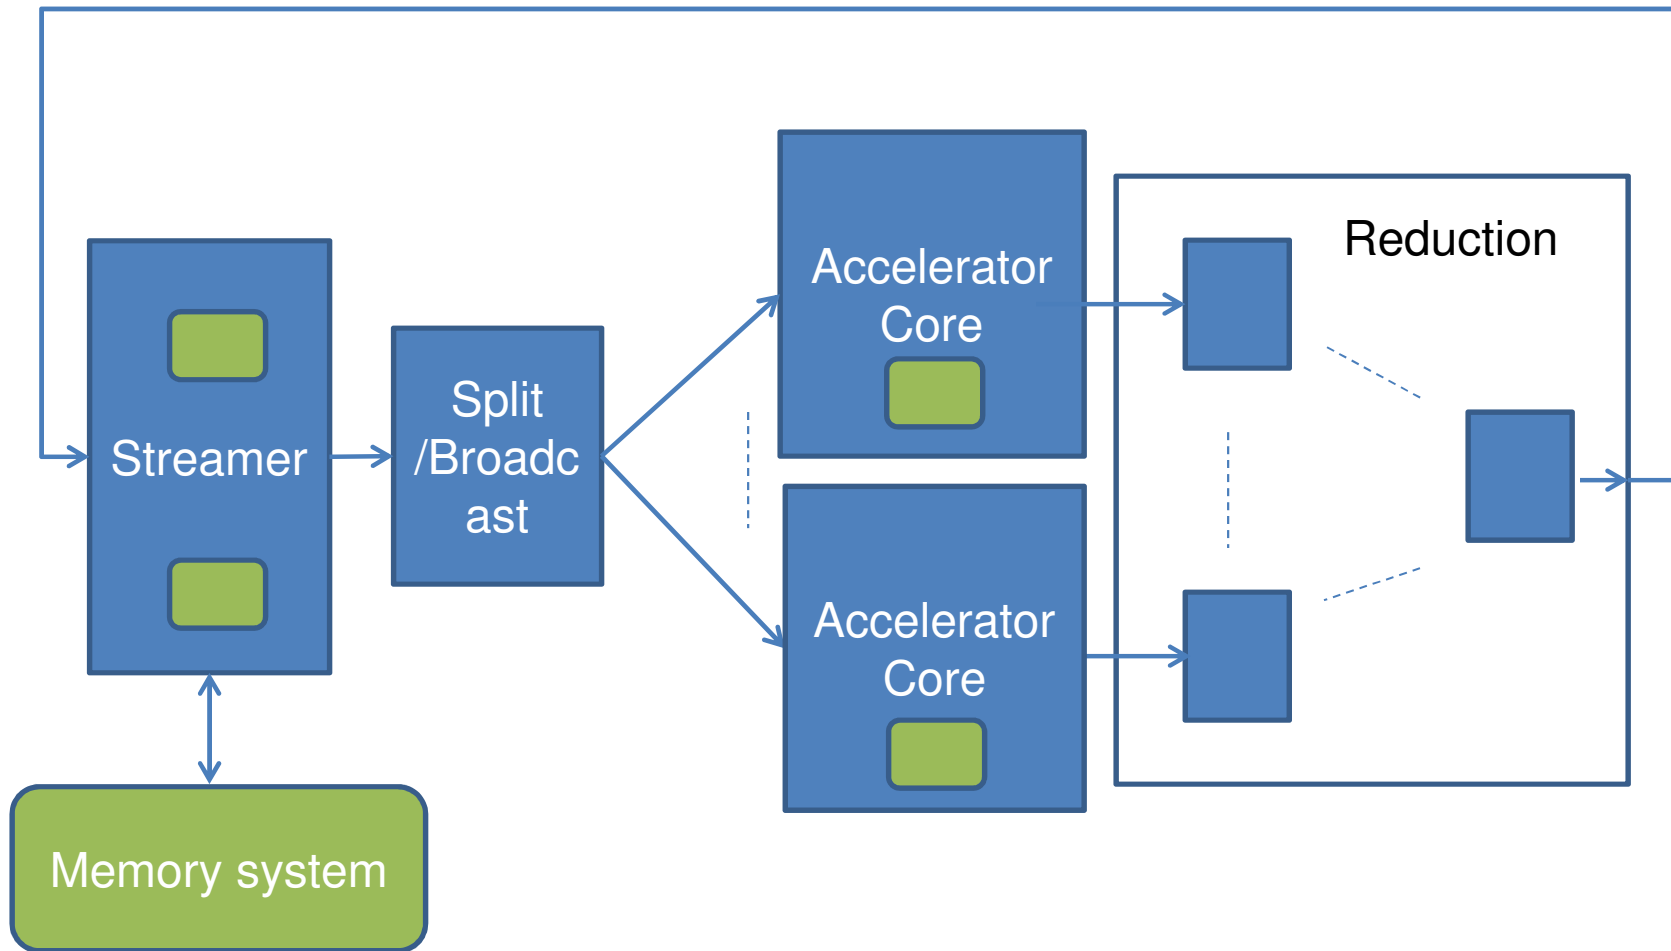 Streamer
Split
/Broadc
ast
Accelerator
Core
Accelerator
Core
Reduction
Memory system